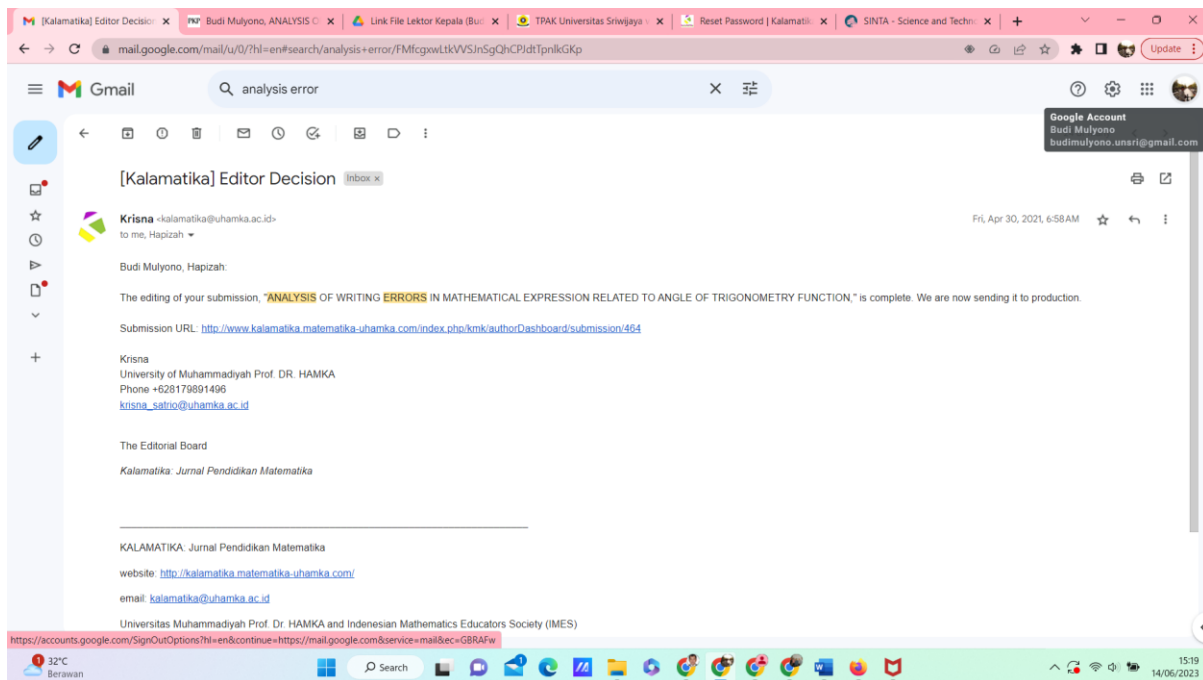 [Kalamatika] Editor Decision
Budi Mulyono, ANALYSIS O
Link File Lektor Kepala (Bud
TPAK Universitas Sriwijaya
Reset Password | Kalamatik
SINTA - Science and Techn
mail.google.com/mail/u/0/?hl=en#search/analysis+error/FMfcgxwLtkVVSJnSgQhCPJdtTpnlkGKp
Update
Gmail
analysis error
Google Account
Budi Mulyono
budimulyono.unsri@gmail.com
[Kalamatika] Editor Decision Inbox x
Krisna <kalamatika@uhamka.ac.id> Fri, Apr 30, 2021, 6:58 AM
to me, Hapizah
Budi Mulyono, Hapizah:
The editing of your submission, "ANALYSIS OF WRITING ERRORS IN MATHEMATICAL EXPRESSION RELATED TO ANGLE OF TRIGONOMETRY FUNCTION," is complete. We are now sending it to production.
Submission URL: http://www.kalamatika.matematika-uhamka.com/index.php/kmk/authorDashboard/submission/464
Krisna
University of Muhammadiyah Prof. DR. HAMKA
Phone +628179891496
krisna_satrio@uhamka.ac.id
The Editorial Board
Kalamatika: Jurnal Pendidikan Matematika
KALAMATIKA: Jurnal Pendidikan Matematika
website: http://kalamatika.matematika-uhamka.com/
email: kalamatika@uhamka.ac.id
Universitas Muhammadiyah Prof. Dr. HAMKA and Indenesian Mathematics Educators Society (IMES)
https://accounts.google.com/SignOutOptions?hl=en&continue=https://mail.google.com&service=mail&ec=GBRAFw
1
32°C
Berawan
Search
15:19
14/06/2023